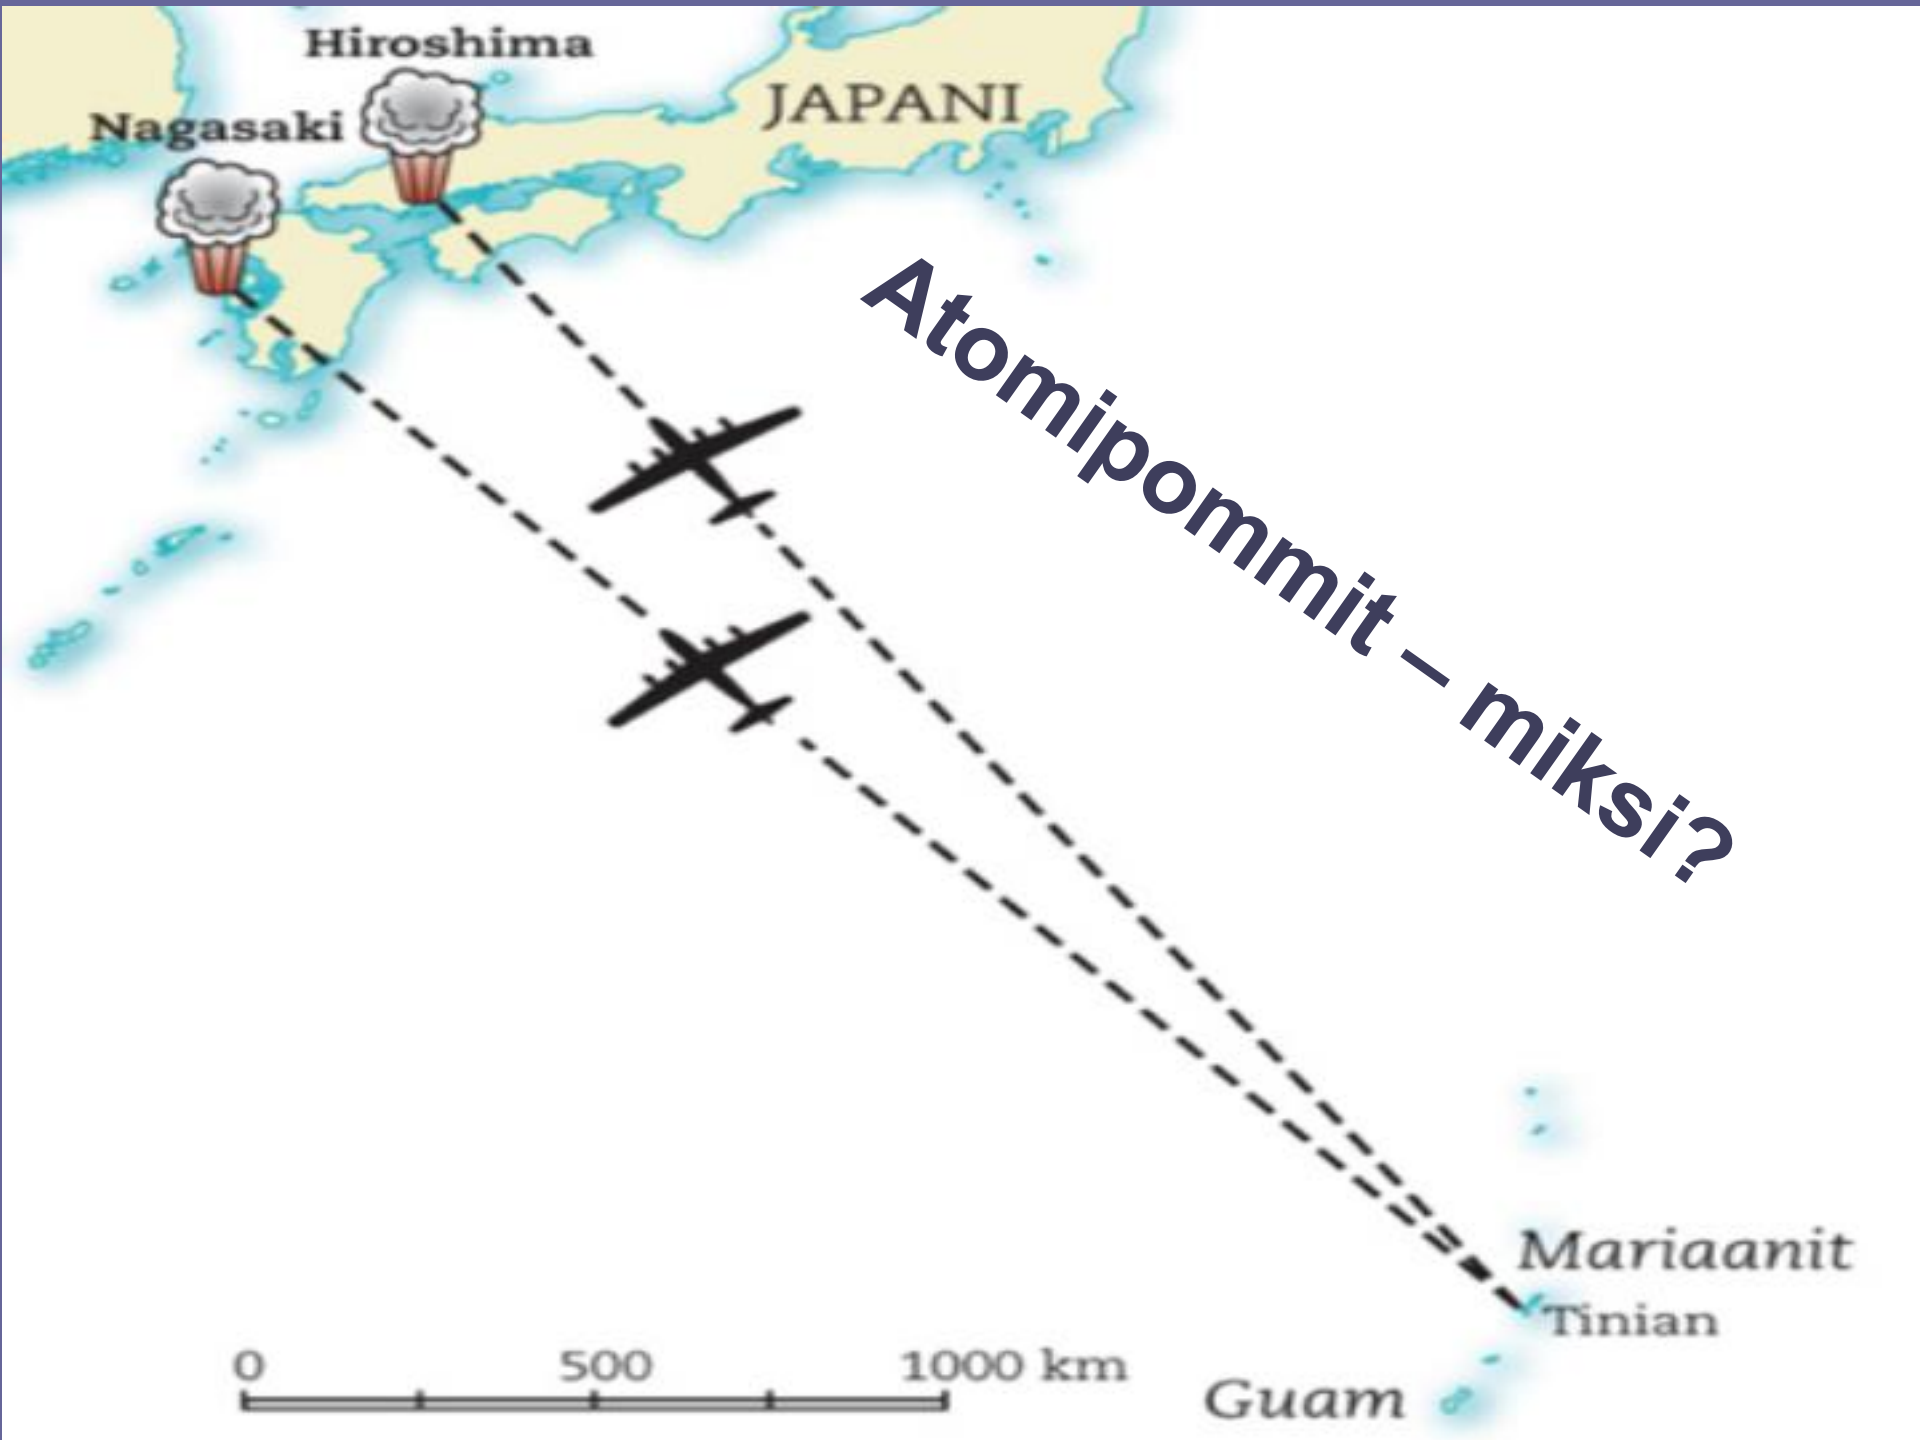 Hiroshima
JAPANI
Nagasaki
Atomipommit – miksi?
Mariaanit
Tinian
0 500 1000 km
Guam